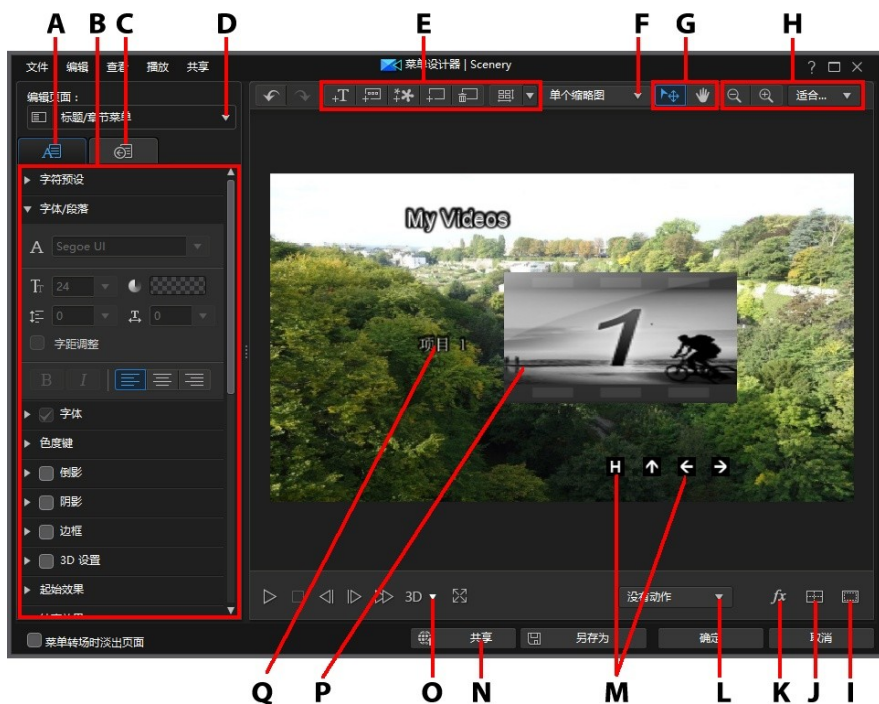 A B C D E F G H
文件 编辑 查看 播放 共享 菜单设计器 | Scenery ?
编辑页面：
标题/章节菜单
单个缩略图
适合...
字符预设
字体/段落
A Segoe UI
24
0 0
字距调整
B I
字体
色度键
倒影
阴影
边框
3D 设置
起始效果
My Videos
项目 1
1
H
3D
没有动作
fx
菜单转场时淡出页面
共享 另存为 确定 取消
Q P O N M L K J I